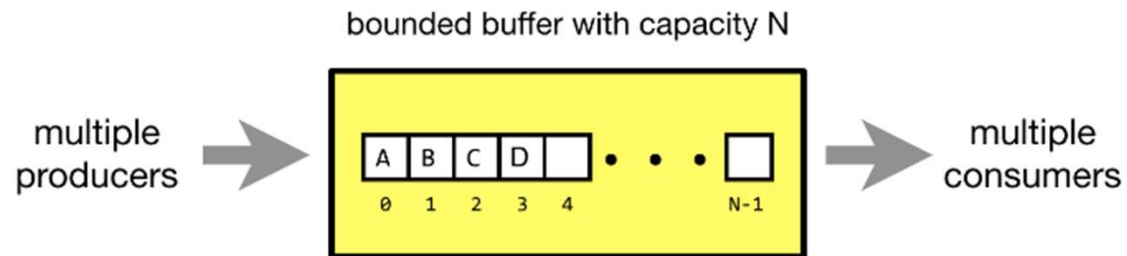 bounded buffer with capacity N
multiple
producers
A B C D
0 1 2 3 4 N-1
multiple
consumers